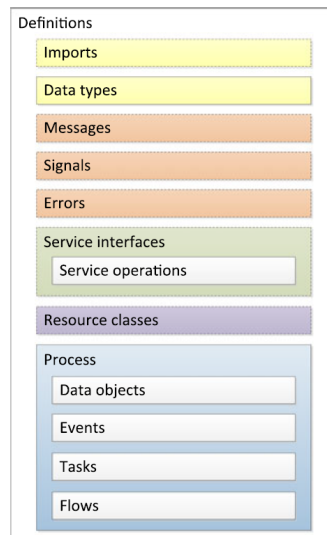 Definitions
Imports
Data types
Messages
Signals
Errors
Service interfaces
Service operations
Resource classes
Process
Data objects
Events
Tasks
Flows